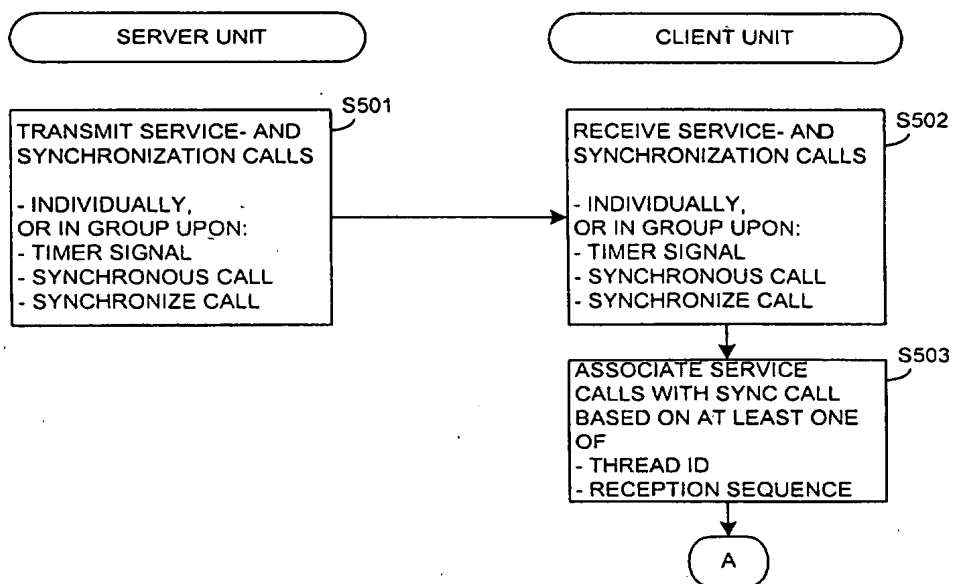 SERVER UNIT
CLIENT UNIT
S501
TRANSMIT SERVICE- AND
SYNCHRONIZATION CALLS
- INDIVIDUALLY,
OR IN GROUP UPON:
- TIMER SIGNAL
- SYNCHRONOUS CALL
- SYNCHRONIZE CALL
S502
RECEIVE SERVICE- AND
SYNCHRONIZATION CALLS
- INDIVIDUALLY,
OR IN GROUP UPON:
- TIMER SIGNAL
- SYNCHRONOUS CALL
- SYNCHRONIZE CALL
S503
ASSOCIATE SERVICE
CALLS WITH SYNC CALL
BASED ON AT LEAST ONE
OF
- THREAD ID
- RECEPTION SEQUENCE
A